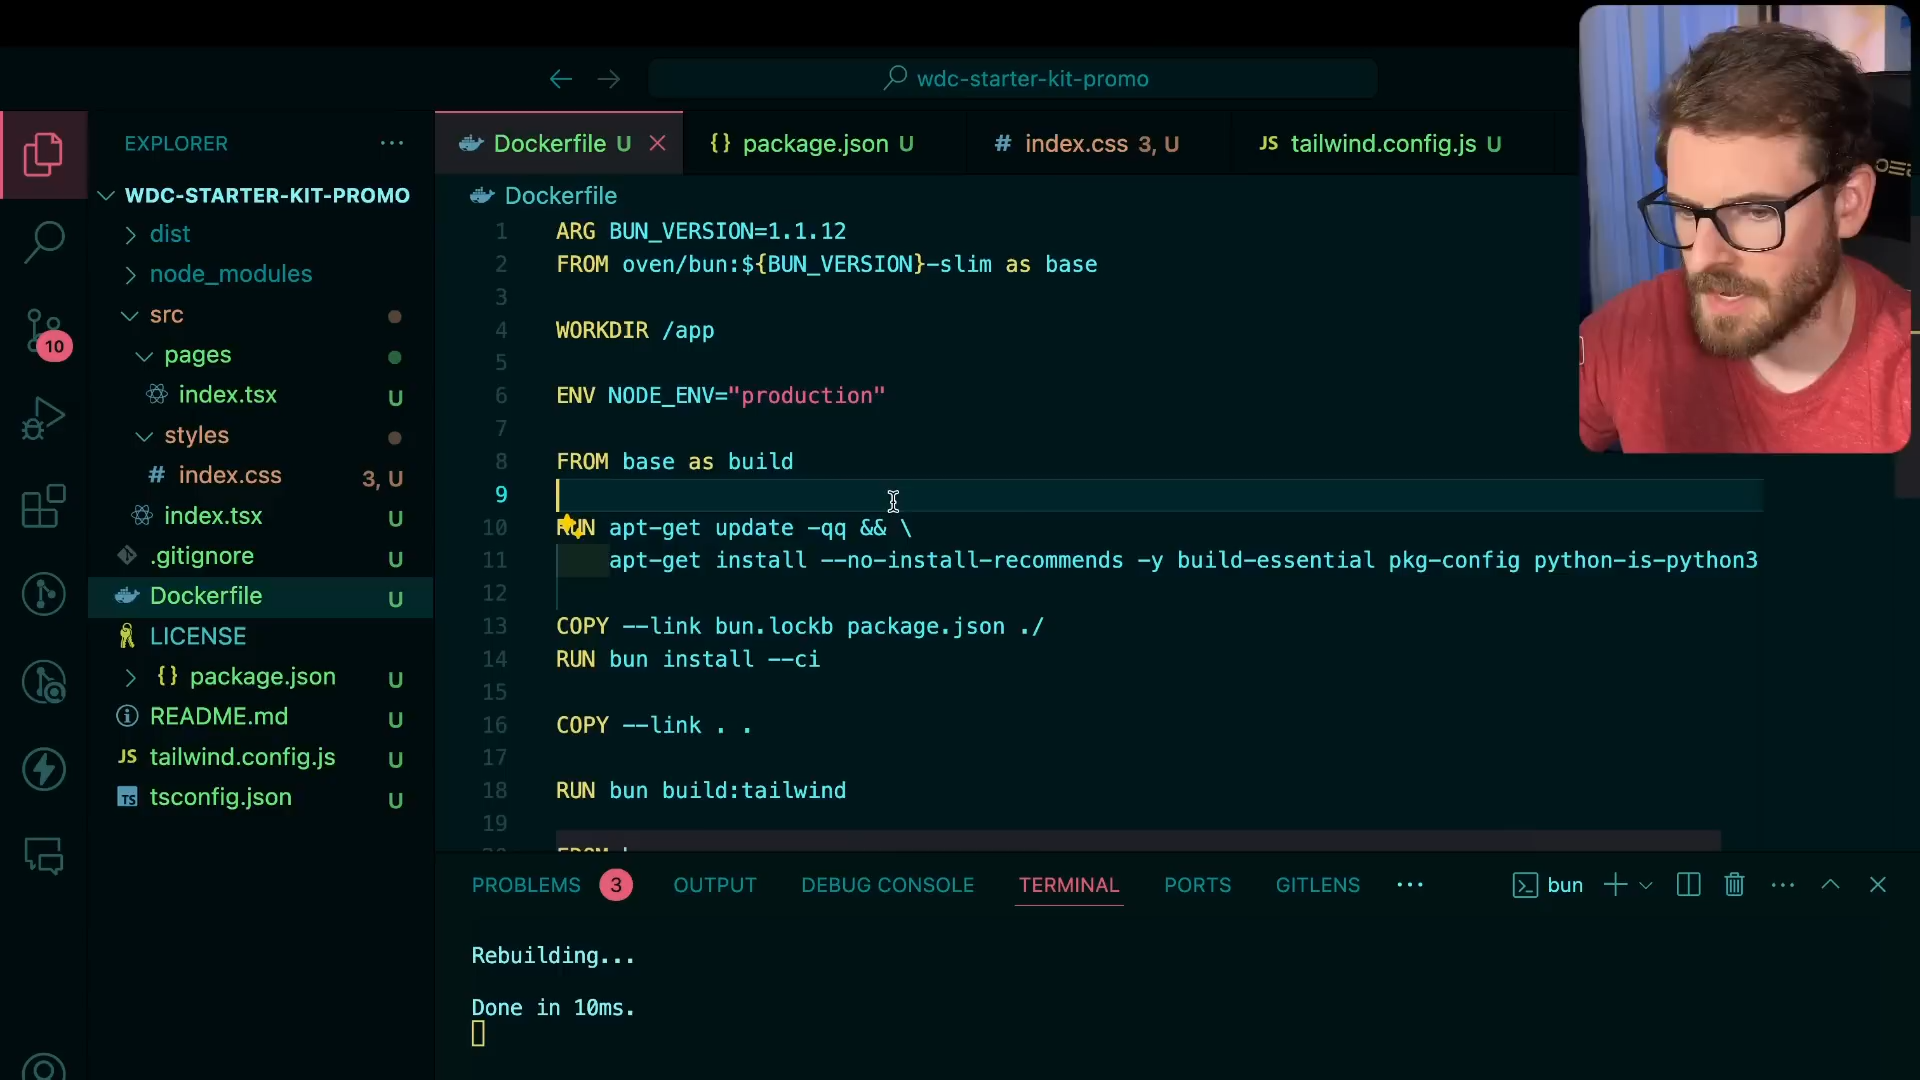 wdc-starter-kit-promo
EXPLORER
WDC-STARTER-KIT-PROMO
dist
node_modules
src
pages
index.tsx U
styles
index.css 3, U
index.tsx U
.gitignore U
Dockerfile U
LICENSE
{} package.json U
README.md U
JS tailwind.config.js U
TS tsconfig.json U
10
Dockerfile U
{} package.json U
# index.css 3, U
JS tailwind.config.js U
Dockerfile
1 ARG BUN_VERSION=1.1.12
2 FROM oven/bun:${BUN_VERSION}-slim as base
3
4 WORKDIR /app
5
6 ENV NODE_ENV="production"
7
8 FROM base as build
9
10 RUN apt-get update -qq && \
11 apt-get install --no-install-recommends -y build-essential pkg-config python-is-python3
12
13 COPY --link bun.lockb package.json ./
14 RUN bun install --ci
15
16 COPY --link . .
17
18 RUN bun build:tailwind
19
PROBLEMS 3 OUTPUT DEBUG CONSOLE TERMINAL PORTS GITLENS
bun
Rebuilding...
Done in 10ms.